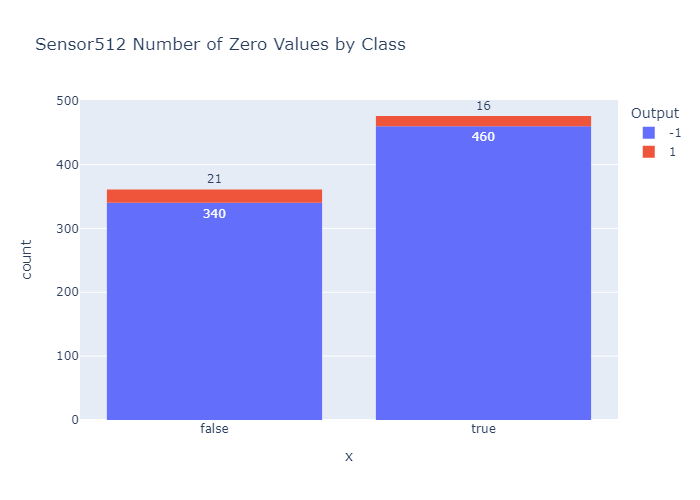 Sensor512 Number of Zero Values by Class
Output
-1
1
count
500
400
300
200
100
0
21
340
16
460
false
true
x